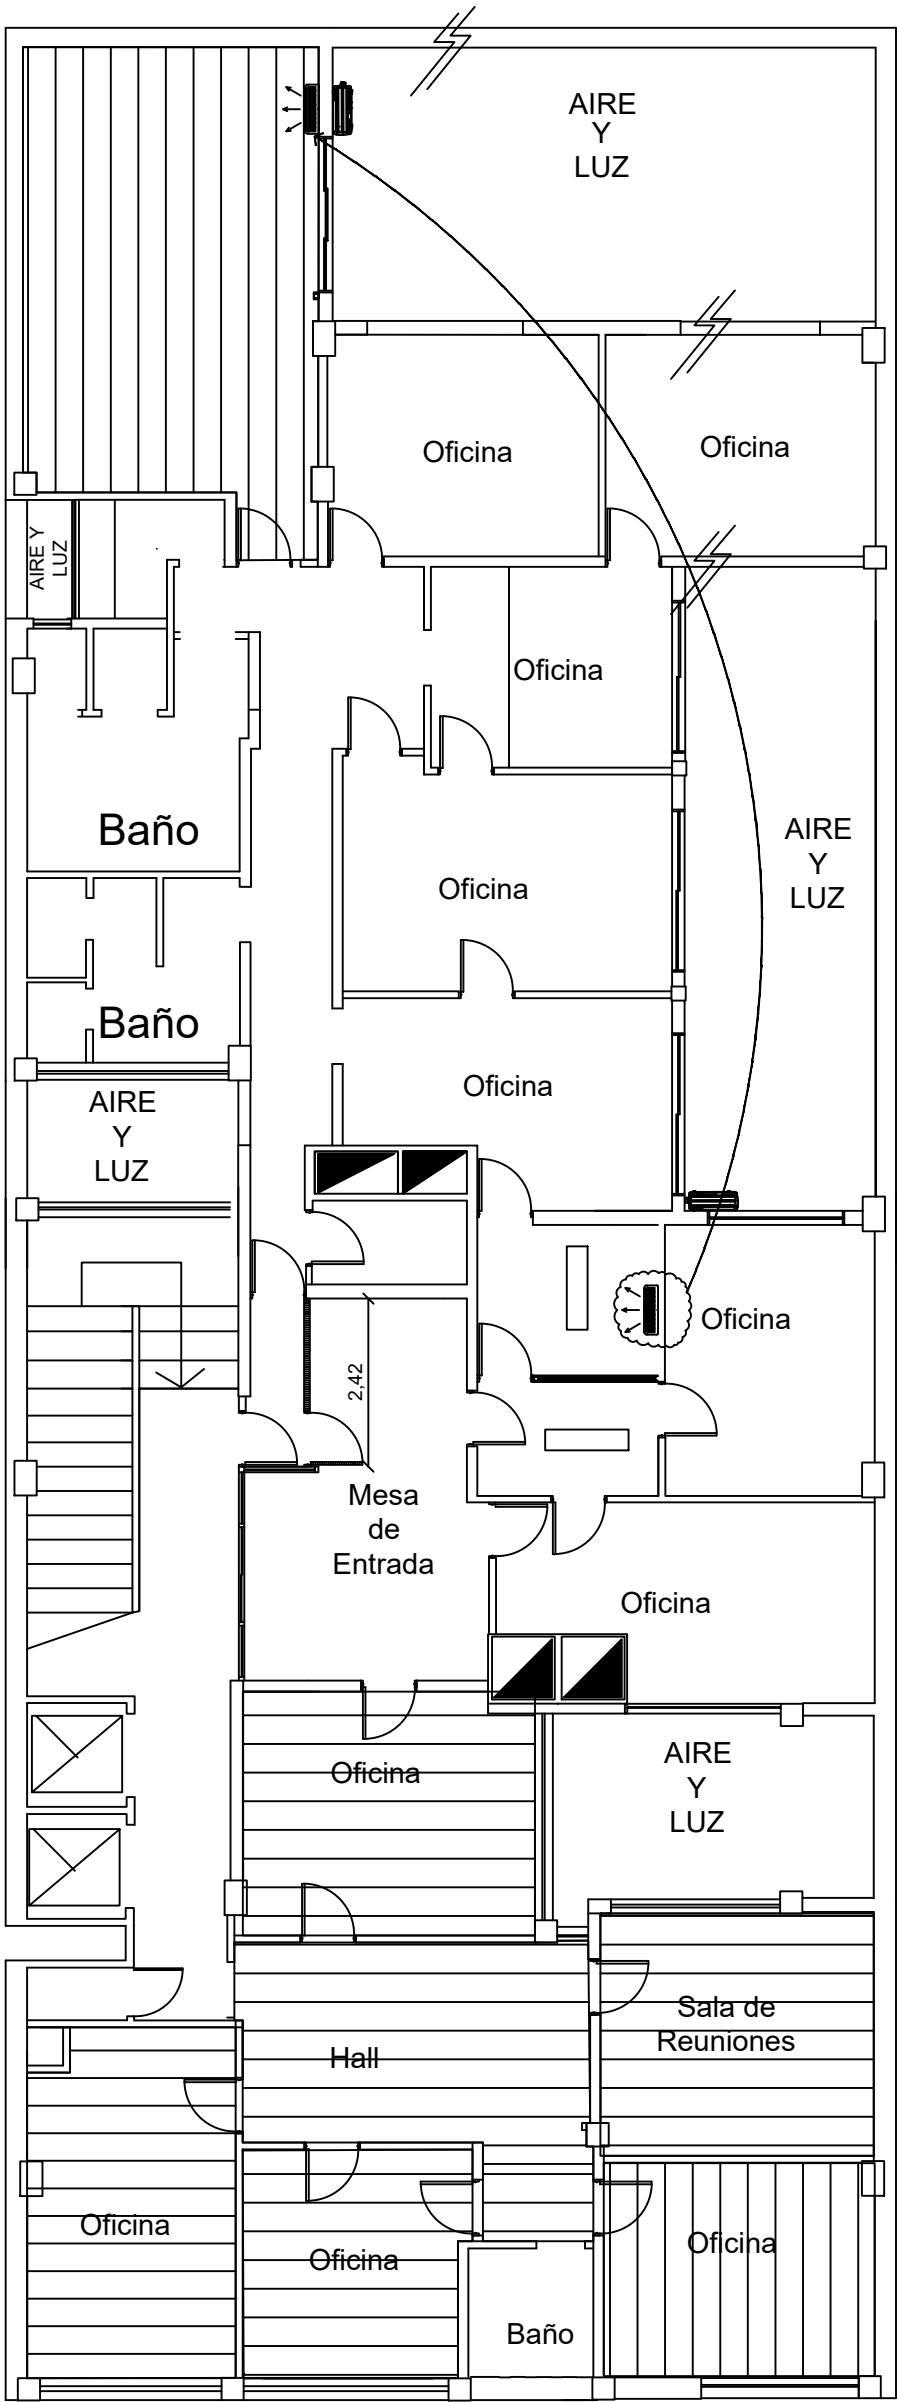 AIRE
Y
LUZ
Oficina
Oficina
AIRE Y
LUZ
Oficina
Baño
AIRE
Y
LUZ
Oficina
Baño
Oficina
AIRE
Y
LUZ
Oficina
2,42
Mesa
de
Entrada
Oficina
Oficina
AIRE
Y
LUZ
Sala de
Reuniones
Hall
Oficina
Oficina
Oficina
Baño